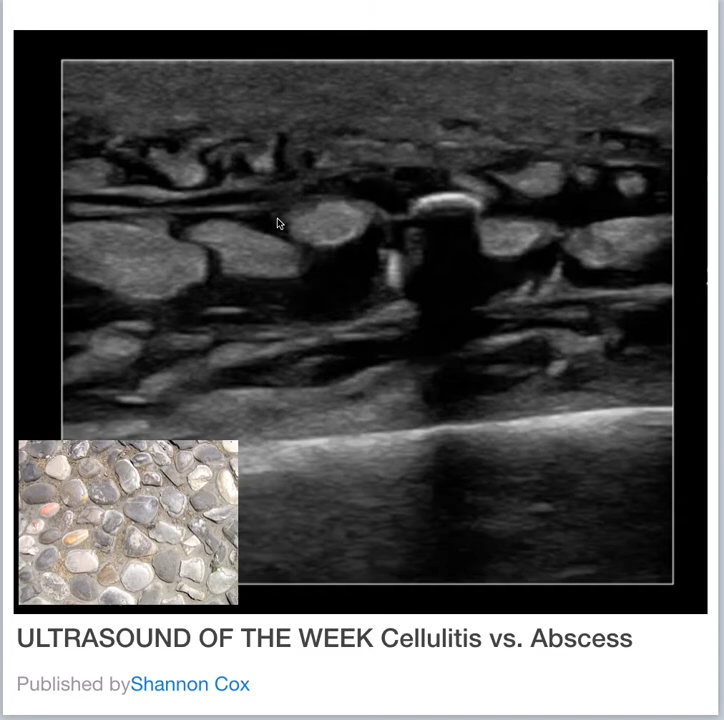 ULTRASOUND OF THE WEEK Cellulitis vs. Abscess
Published byShannon Cox